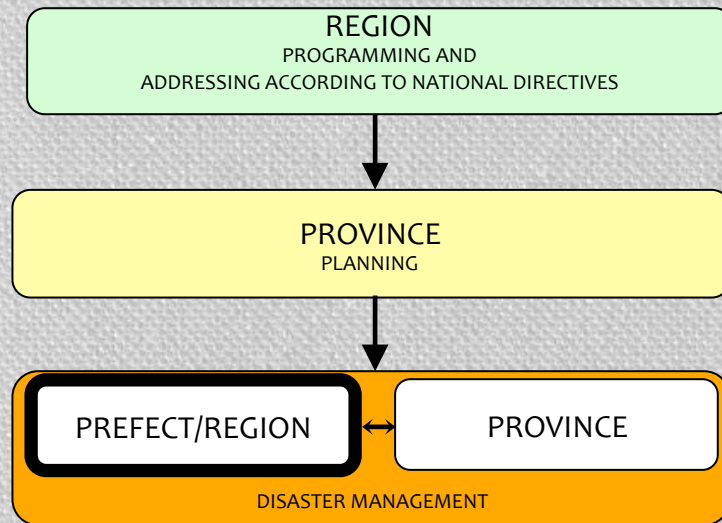 REGION
PROGRAMMING AND
ADDRESSING ACCORDING TO NATIONAL DIRECTIVES
PROVINCE
PLANNING
PREFECT/REGION
PROVINCE
DISASTER MANAGEMENT